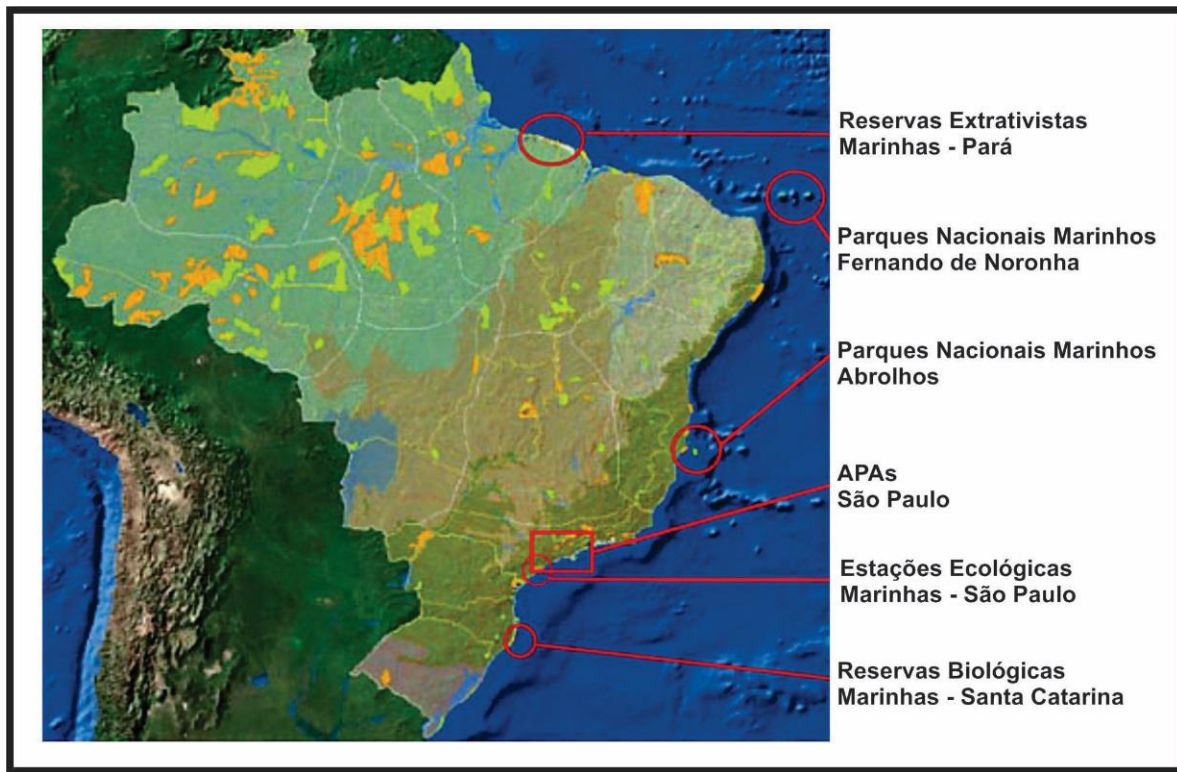 Reservas Extrativistas
Marinhas - Pará
Parques Nacionais Marinhos
Fernando de Noronha
Parques Nacionais Marinhos
Abrolhos
APAs
São Paulo
Estações Ecológicas
Marinhas - São Paulo
Reservas Biológicas
Marinhas - Santa Catarina